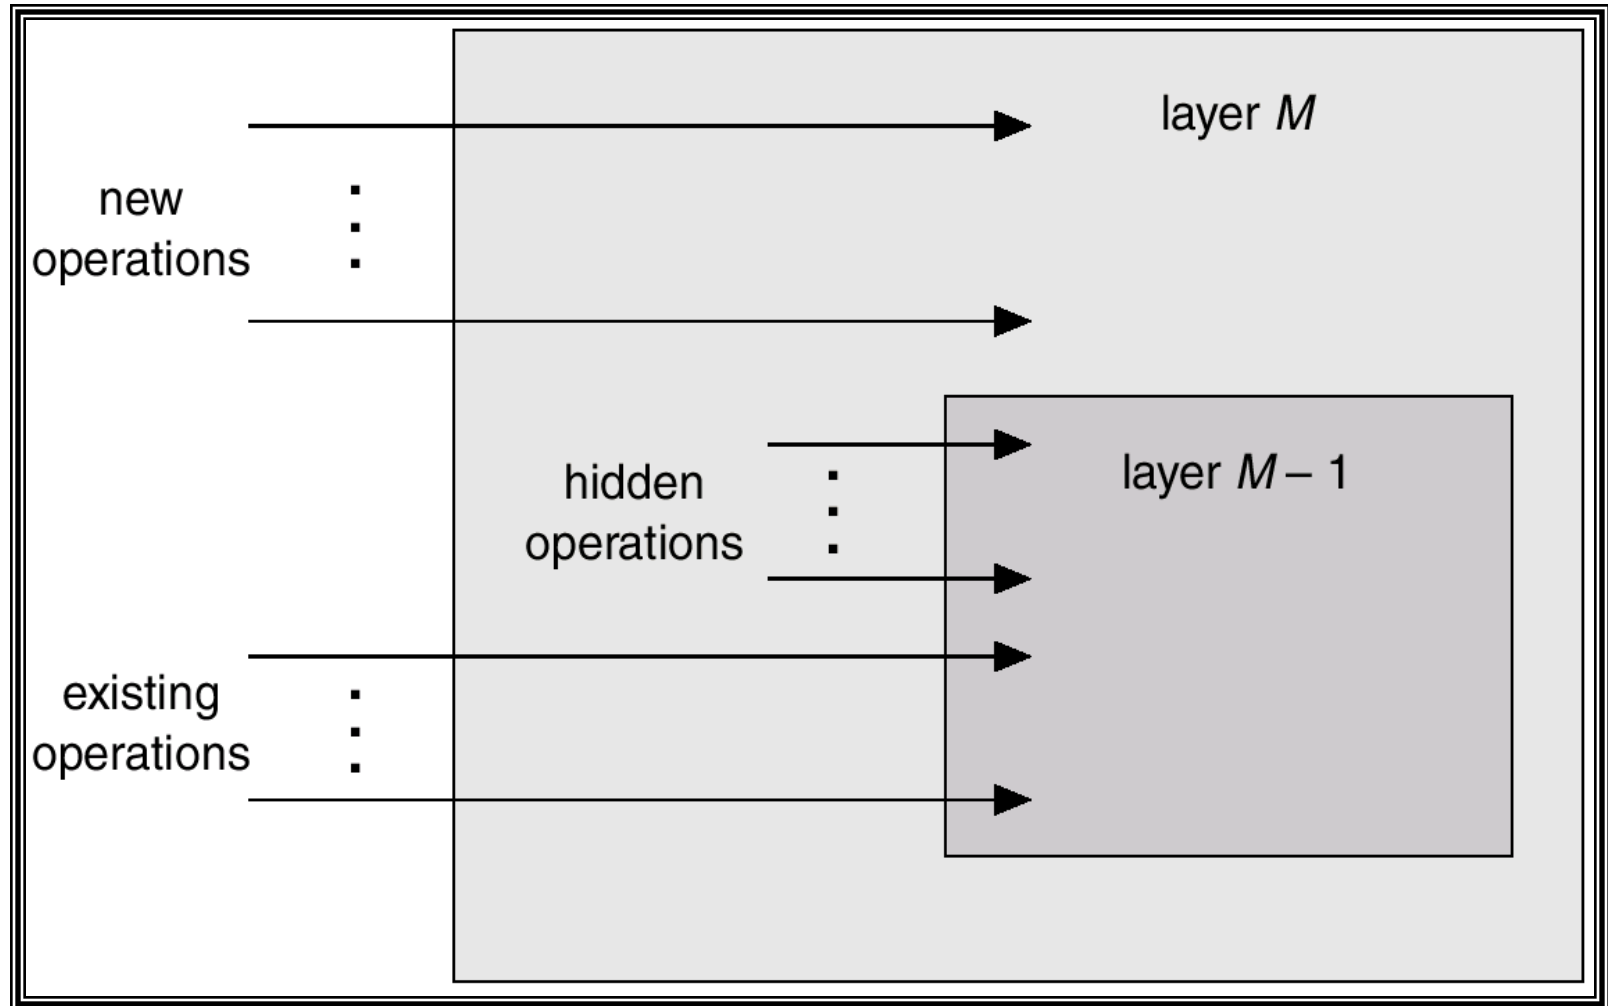 layer M
new
operations
hidden
operations
layer M – 1
existing
operations